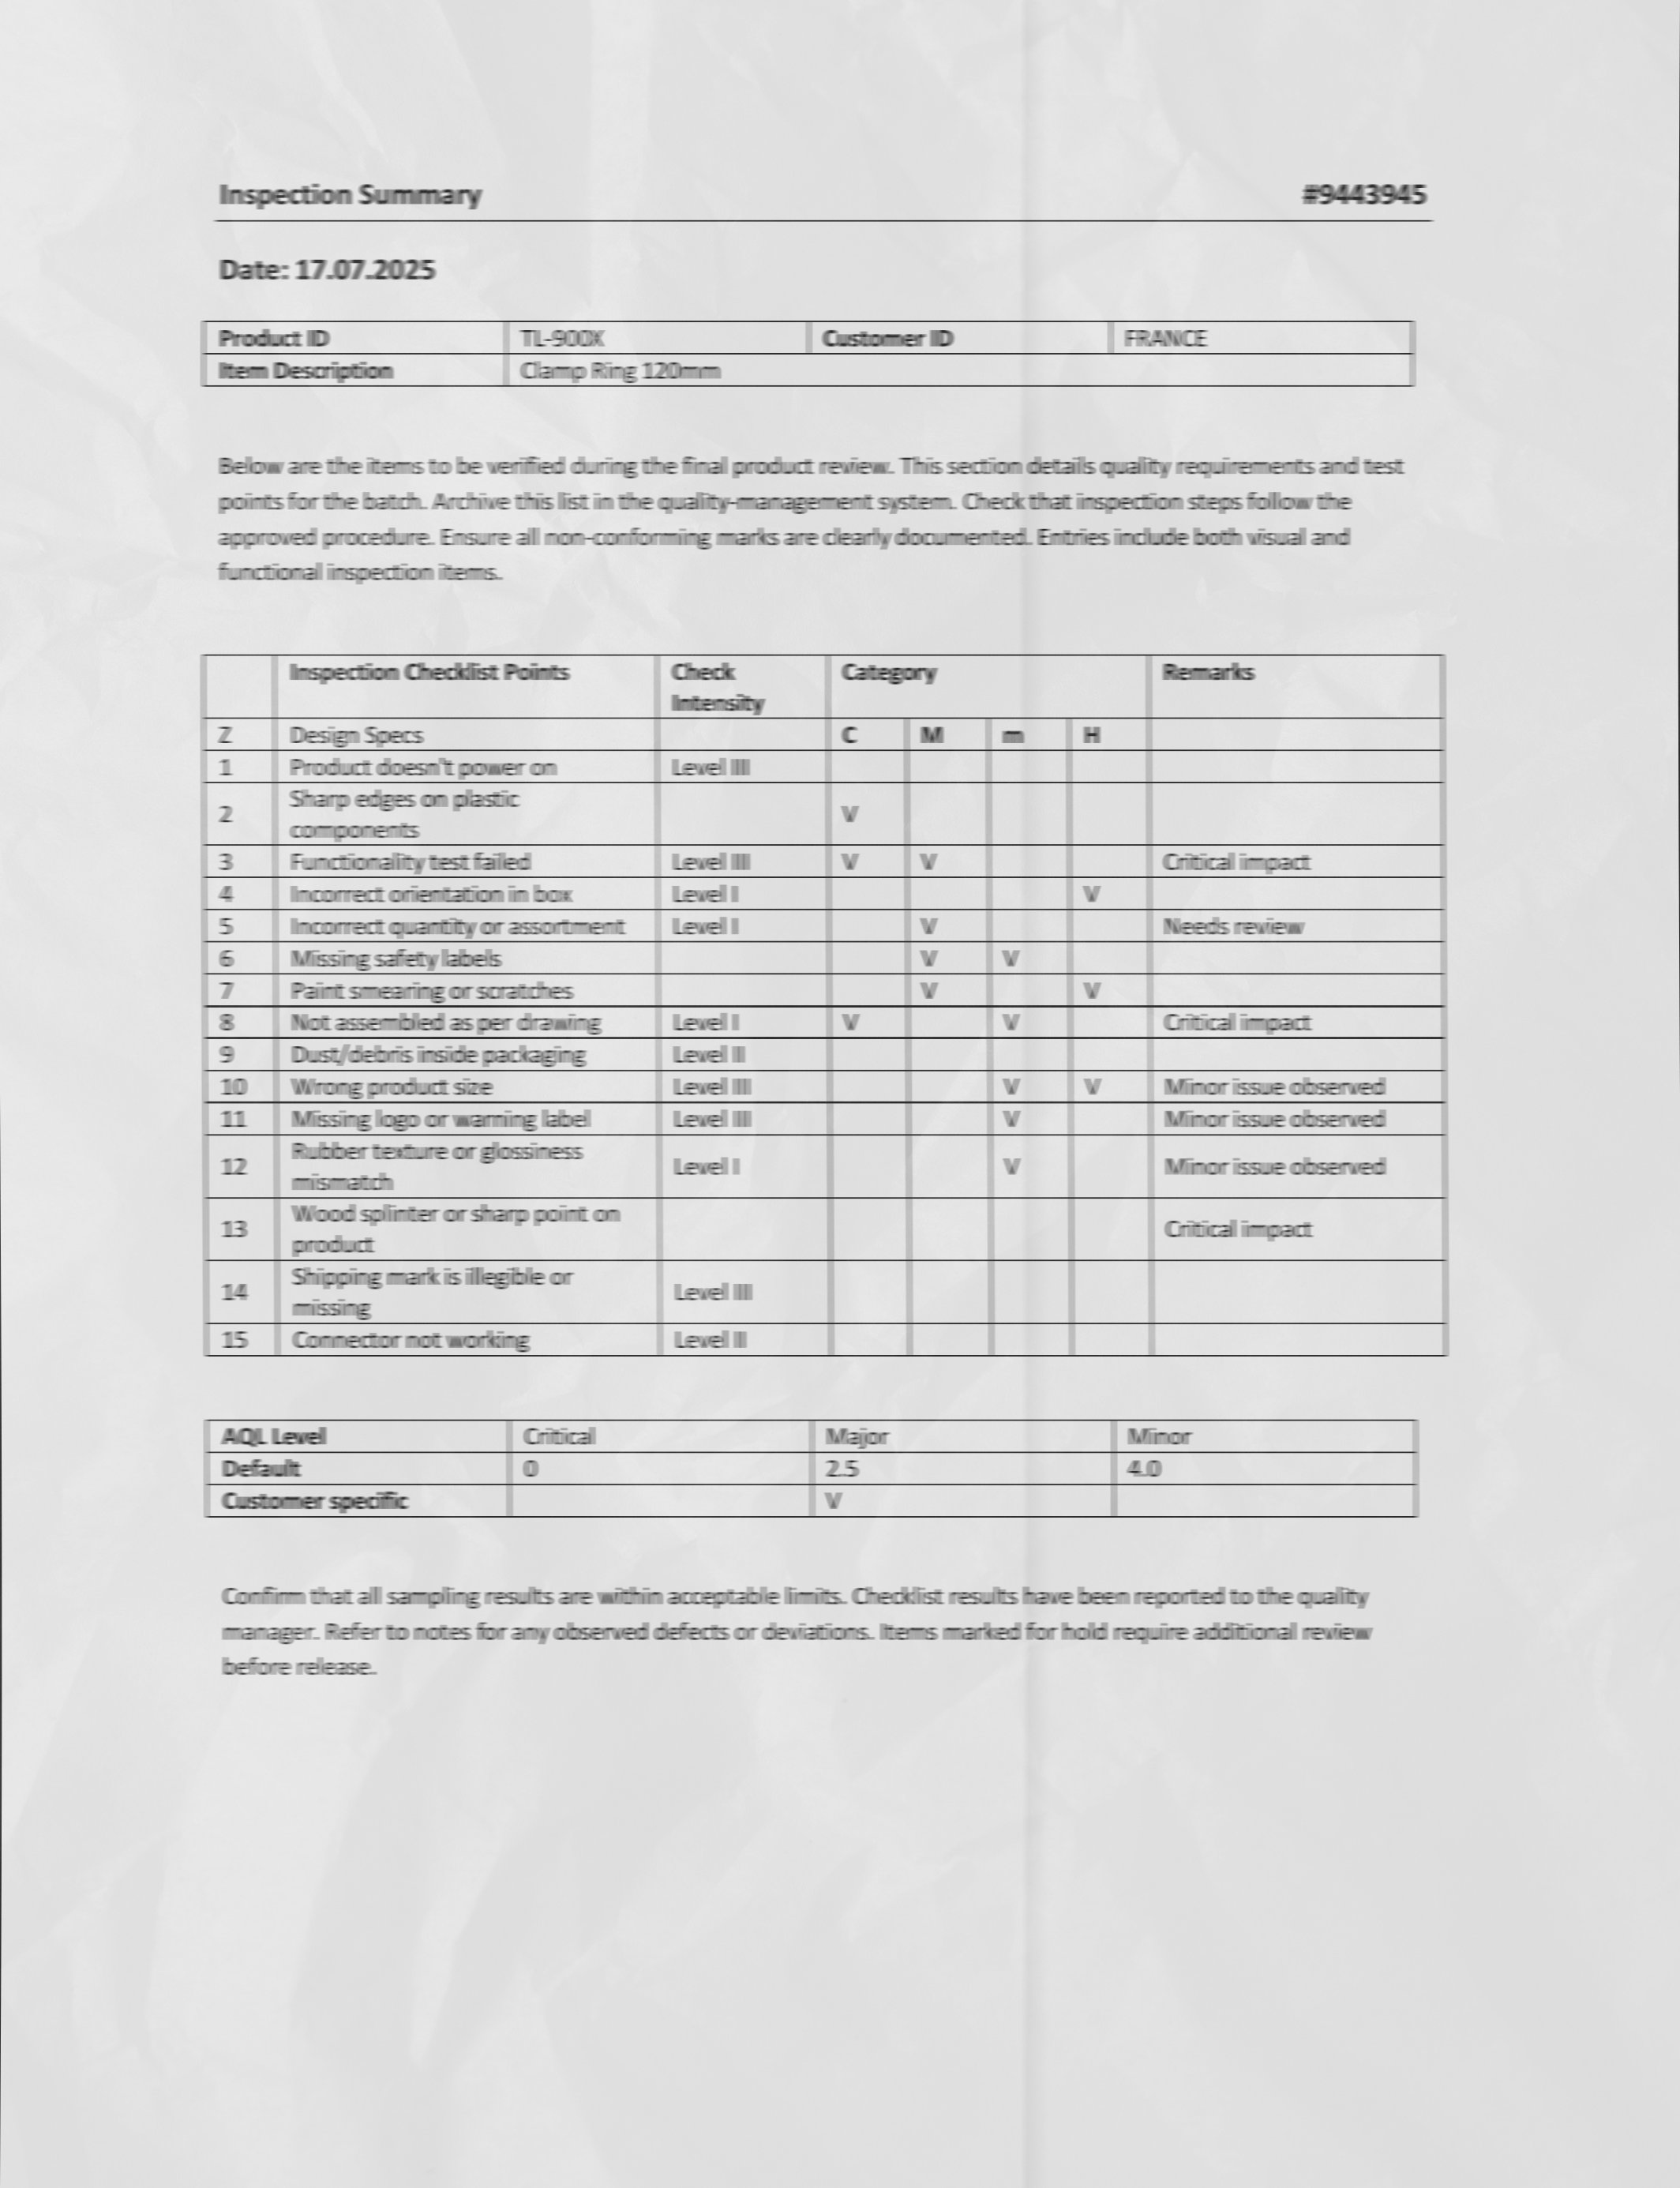 Inspection Summary #9443945
Date: 17.07.2025
Product ID TL-900X Customer ID FRANCE
Item Description Clamp Ring 120mm
Below are the items to be verified during the final product review. This section details quality requirements and test
points for the batch. Archive this list in the quality-management system. Check that inspection steps follow the
approved procedure. Ensure all non-conforming marks are clearly documented. Entries include both visual and
functional inspection items.
Inspection Checklist Points Check Category Remarks
Intensity
Z Design Specs C M m H
1 Product doesn't power on Level III
Sharp edges on plastic
2 V
components
3 Functionality test failed Level III V V Critical impact
4 Incorrect orientation in box Level I V
5 Incorrect quantity or assortment Level I V Needs review
6 Missing safety labels V V
7 Paint smearing or scratches V V
8 Not assembled as per drawing Level I V V Critical impact
9 Dust/debris inside packaging Level II
10 Wrong product size Level III V V Minor issue observed
11 Missing logo or warning label Level III V Minor issue observed
Rubber texture or glossiness
12 Level I V Minor issue observed
mismatch
Wood splinter or sharp point on
13 Critical impact
product
Shipping mark is illegible or
14 Level III
missing
15 Connector not working Level II
AQL Level Critical Major Minor
Default 0 2.5 4.0
Customer specific V
Confirm that all sampling results are within acceptable limits. Checklist results have been reported to the quality
manager. Refer to notes for any observed defects or deviations. Items marked for hold require additional review
before release.